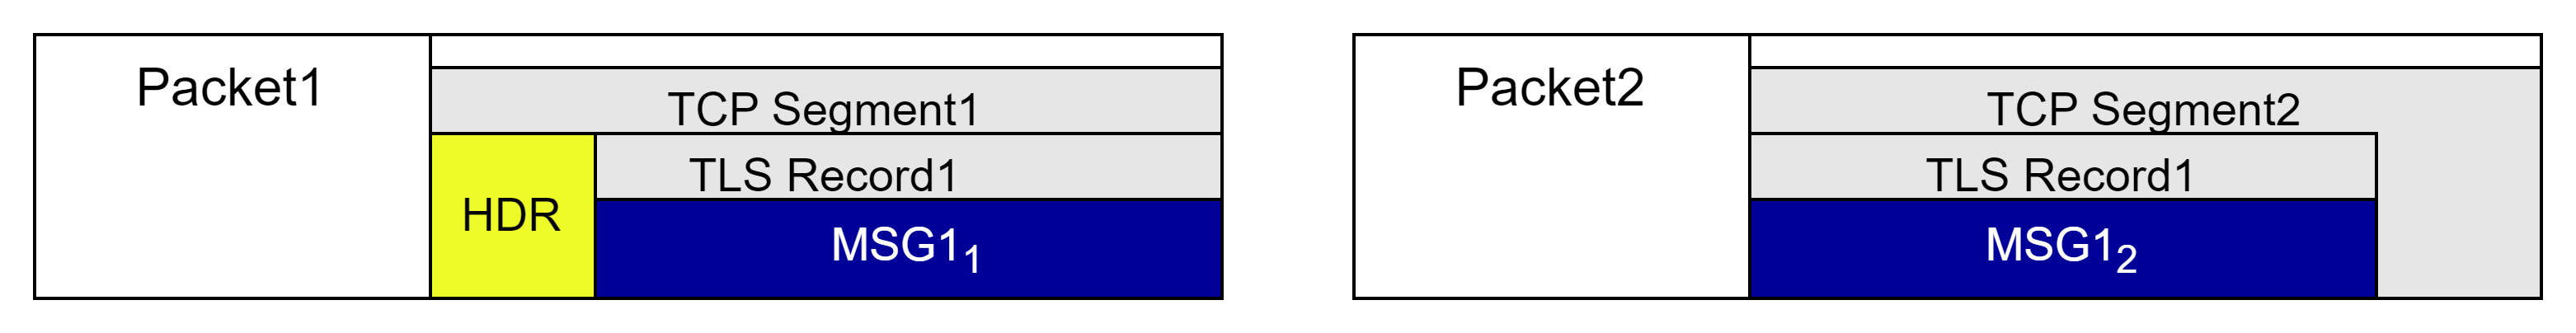 Packet1
TCP Segment1
TLS Record1
HDR
MSG1₁
Packet2
TCP Segment2
TLS Record1
MSG1₂